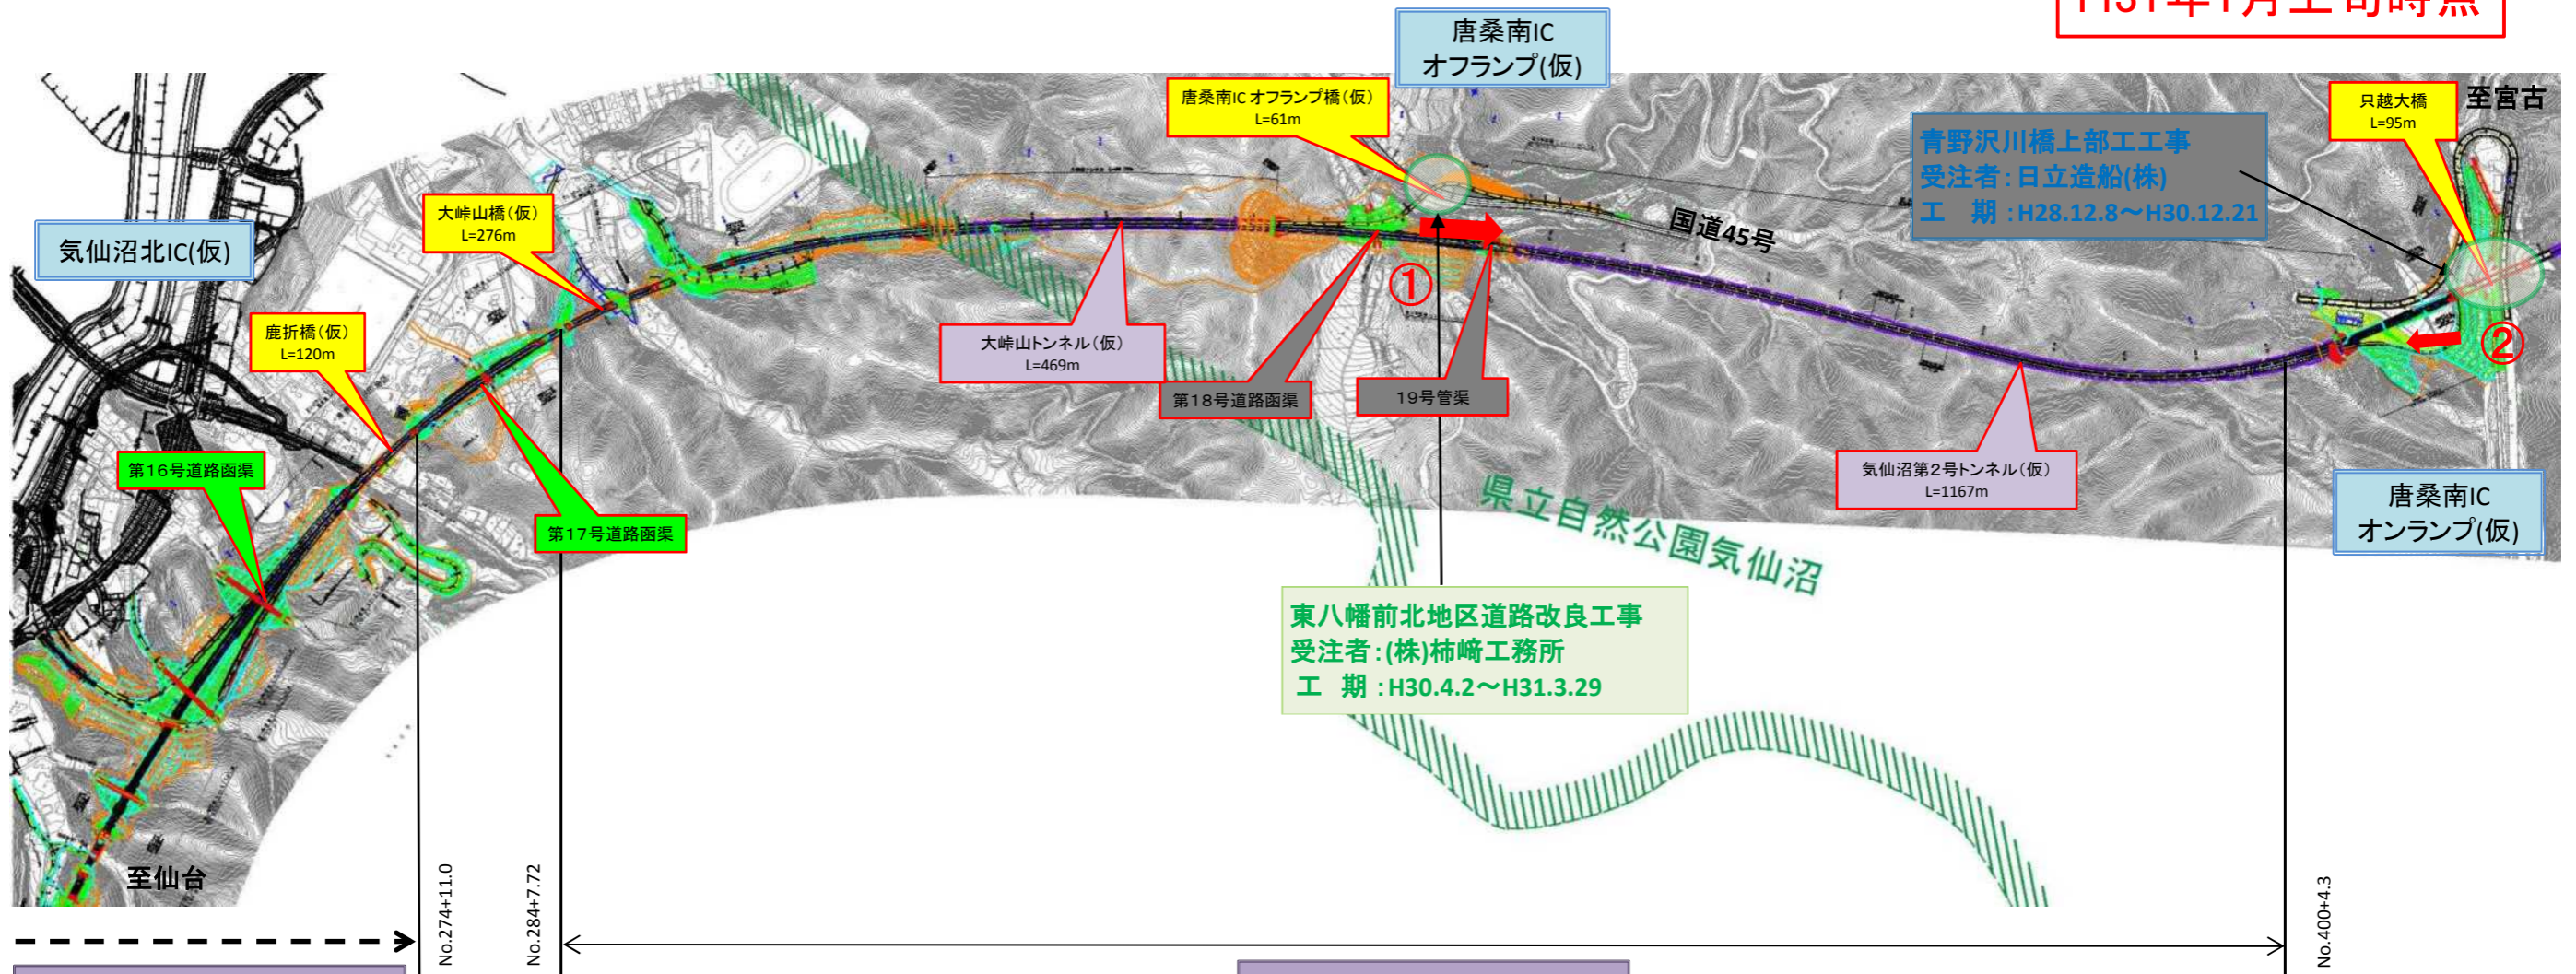 H31年1月上旬時点
唐桑南IC
オフランプ(仮)
唐桑南IC オフランプ橋(仮)
L=61m
只越大橋
L=95m
至宮古
青野沢川橋上部工工事
受注者:日立造船(株)
工 期:H28.12.8～H30.12.21
大峠山橋(仮)
L=276m
気仙沼北IC(仮)
国道45号
①
②
鹿折橋(仮)
L=120m
大峠山トンネル(仮)
L=469m
第18号道路函渠
19号管渠
第16号道路函渠
気仙沼第2号トンネル(仮)
L=1167m
第17号道路函渠
県立自然公園気仙沼
唐桑南IC
オンランプ(仮)
東八幡前北地区道路改良工事
受注者:(株)柿﨑工務所
工 期:H30.4.2～H31.3.29
至仙台
No.274+11.0
No.284+7.72
No.400+4.3